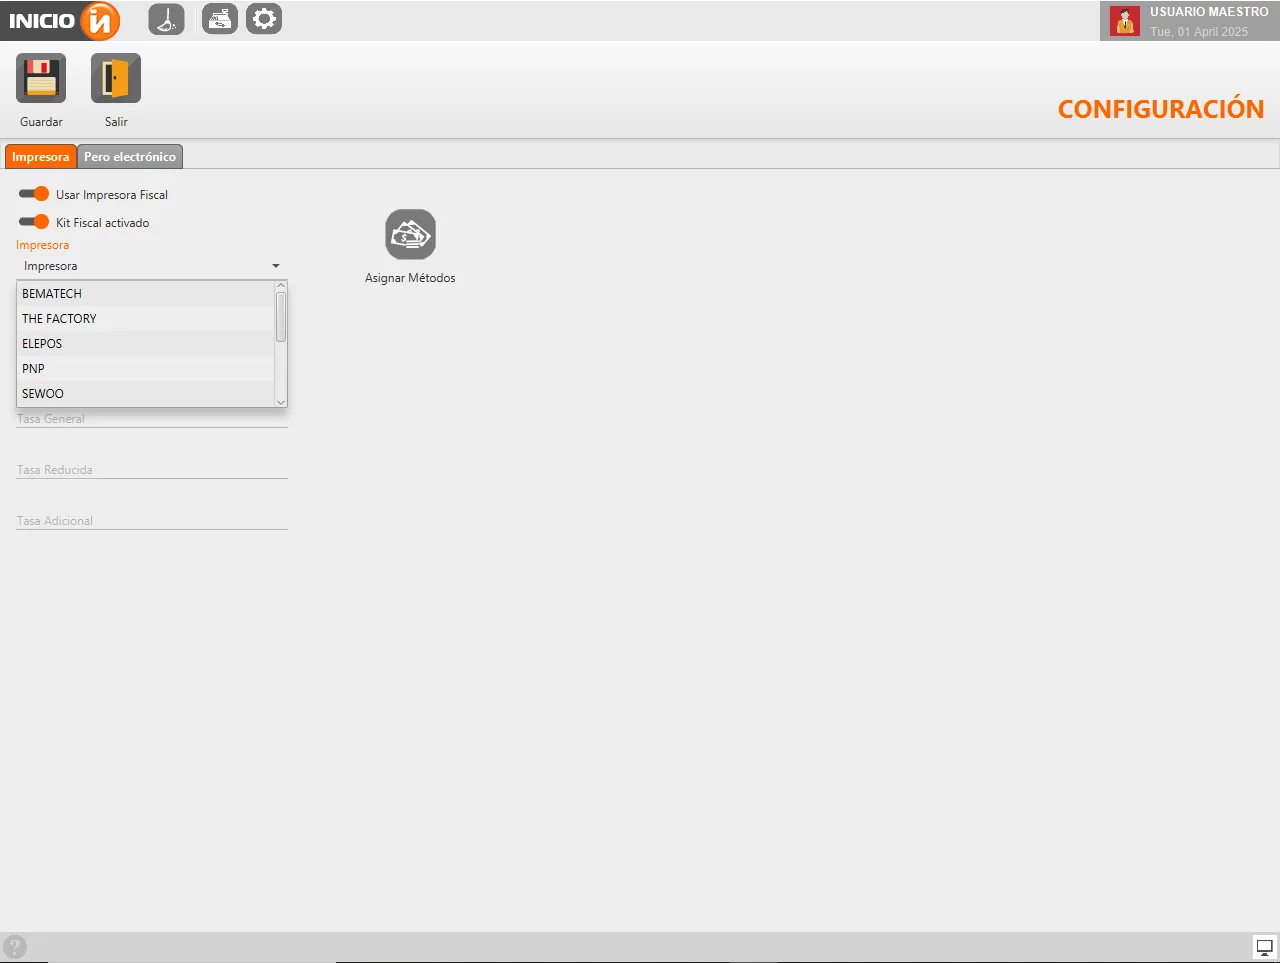 INICIO
USUARIO MAESTRO
Tue, 01 April 2025
Guardar
Salir
CONFIGURACIÓN
Impresora
Pero electrónico
Usar Impresora Fiscal
Kit Fiscal activado
Impresora
Impresora
BEMATECH
THE FACTORY
ELEPOS
PNP
SEWOO
Asignar Métodos
Tasa General
Tasa Reducida
Tasa Adicional